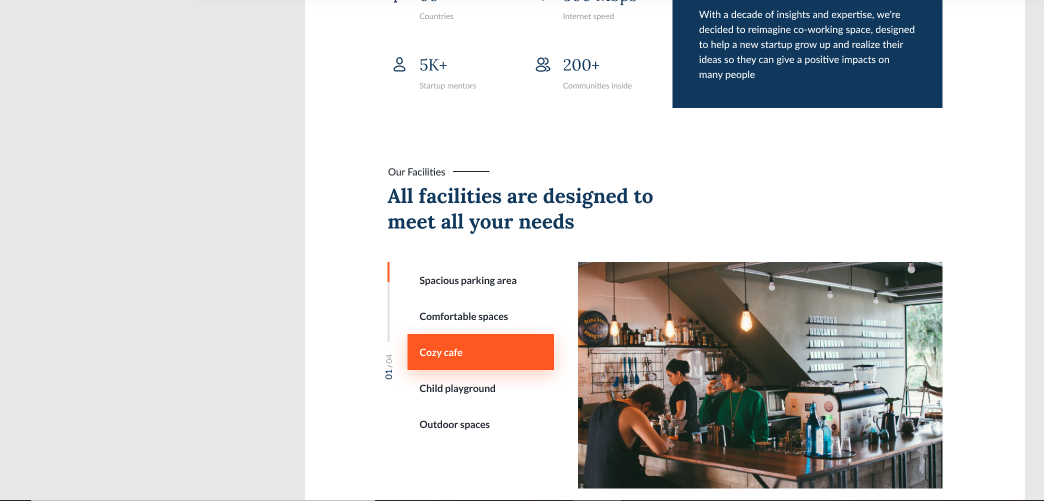 Countries
Internet speed
5K+
Startup mentors
200+
Communities inside
With a decade of insights and expertise, we're
decided to reimagine co-working space, designed
to help a new startup grow up and realize their
ideas so they can give a positive impacts on
many people
Our Facilities
All facilities are designed to
meet all your needs
Spacious parking area
Comfortable spaces
Cozy cafe
Child playground
Outdoor spaces
01/04